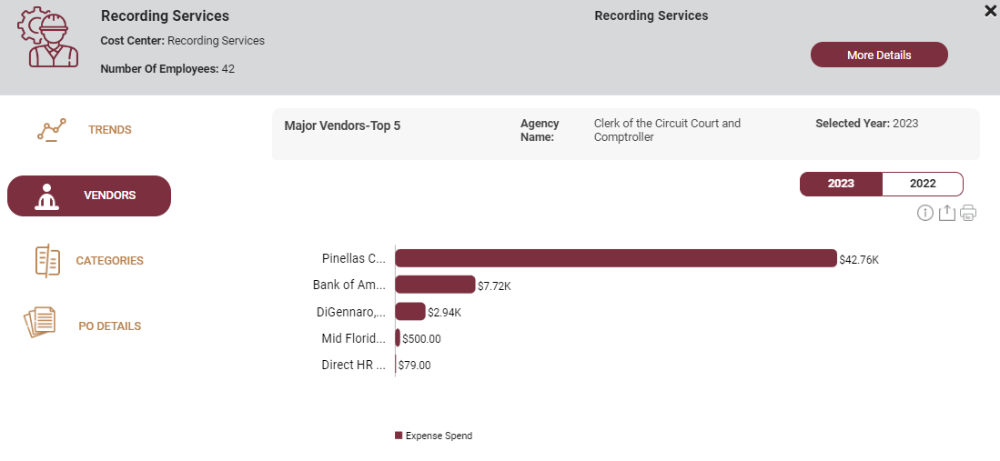 Recording Services
Cost Center: Recording Services
Number Of Employees: 42
Recording Services
More Details
TRENDS
VENDORS
CATEGORIES
PO DETAILS
Major Vendors-Top 5
Agency
Name:
Clerk of the Circuit Court and
Comptroller
Selected Year: 2023
2023
2022
Pinellas C... $42.76K
Bank of Am... $7.72K
DiGennaro,... $2.94K
Mid Florid... $500.00
Direct HR ... $79.00
Expense Spend